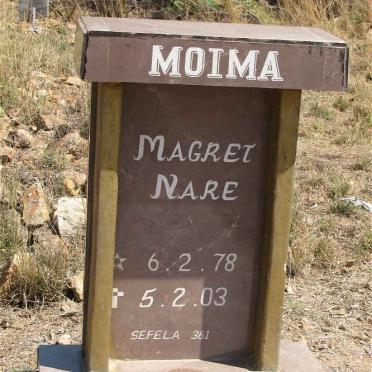 MOIMA
MAGRET
NARE
☆ 6.2.78
✝ 5.2.03
SEFELA 361